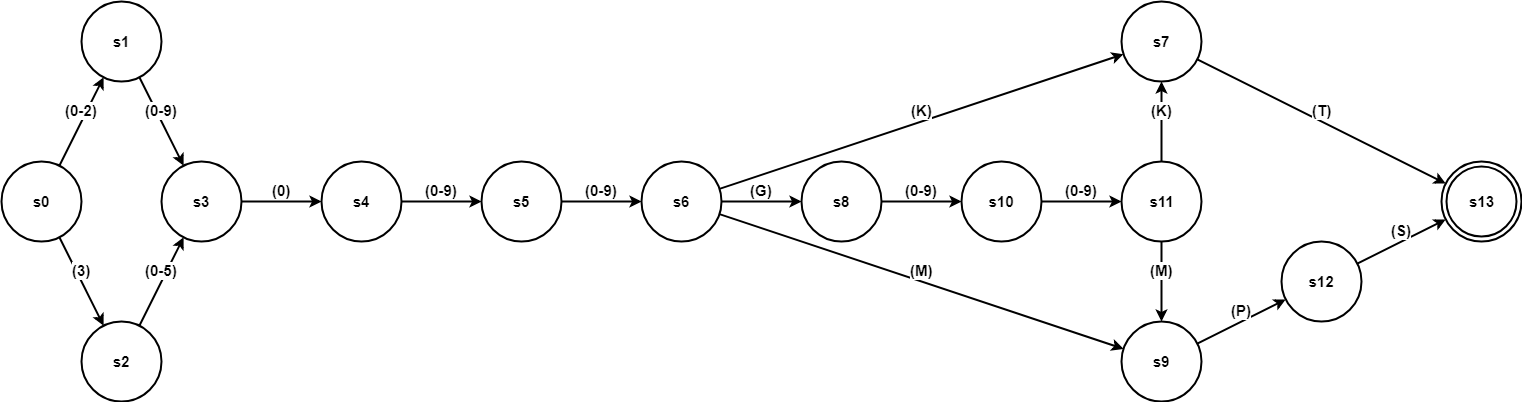 s1
s7
(0-2)
(0-9)
(K)
(K)
(T)
s0
s3
(0)
s4
(0-9)
s5
(0-9)
s6
(G)
s8
(0-9)
s10
(0-9)
s11
s13
(3)
(0-5)
(M)
(M)
(S)
s12
(P)
s2
s9